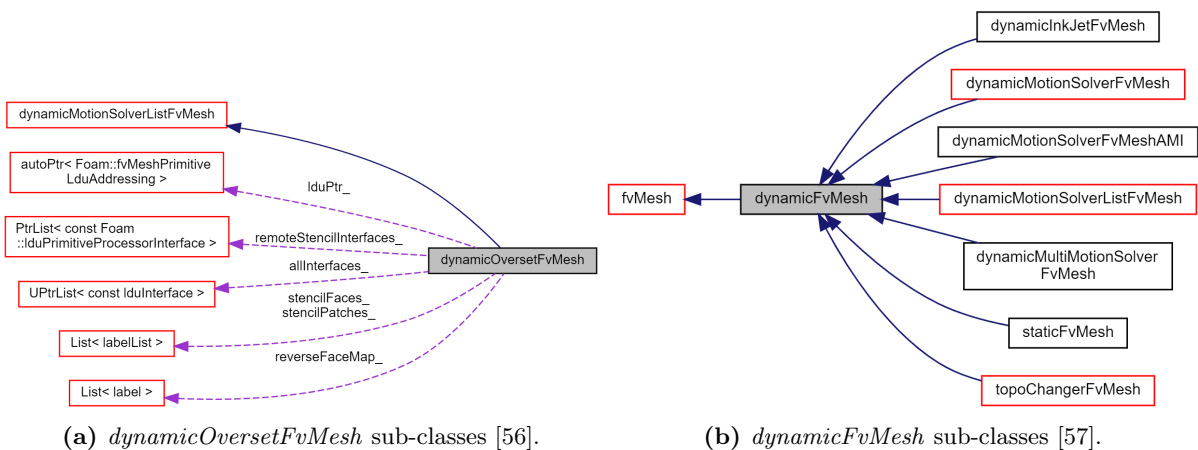 dynamicMotionSolverListFvMesh
autoPtr< Foam::fvMeshPrimitive
LduAddressing >
lduPtr_
PtrList< const Foam
::lduPrimitiveProcessorInterface >
remoteStencilInterfaces_
dynamicOversetFvMesh
allInterfaces_
UPtrList< const lduInterface >
stencilFaces_
stencilPatches_
List< labelList >
reverseFaceMap_
List< label >
(a) dynamicOversetFvMesh sub-classes [56].
dynamicInkJetFvMesh
dynamicMotionSolverFvMesh
dynamicMotionSolverFvMeshAMI
fvMesh
dynamicFvMesh
dynamicMotionSolverListFvMesh
dynamicMultiMotionSolver
FvMesh
staticFvMesh
topoChangerFvMesh
(b) dynamicFvMesh sub-classes [57].